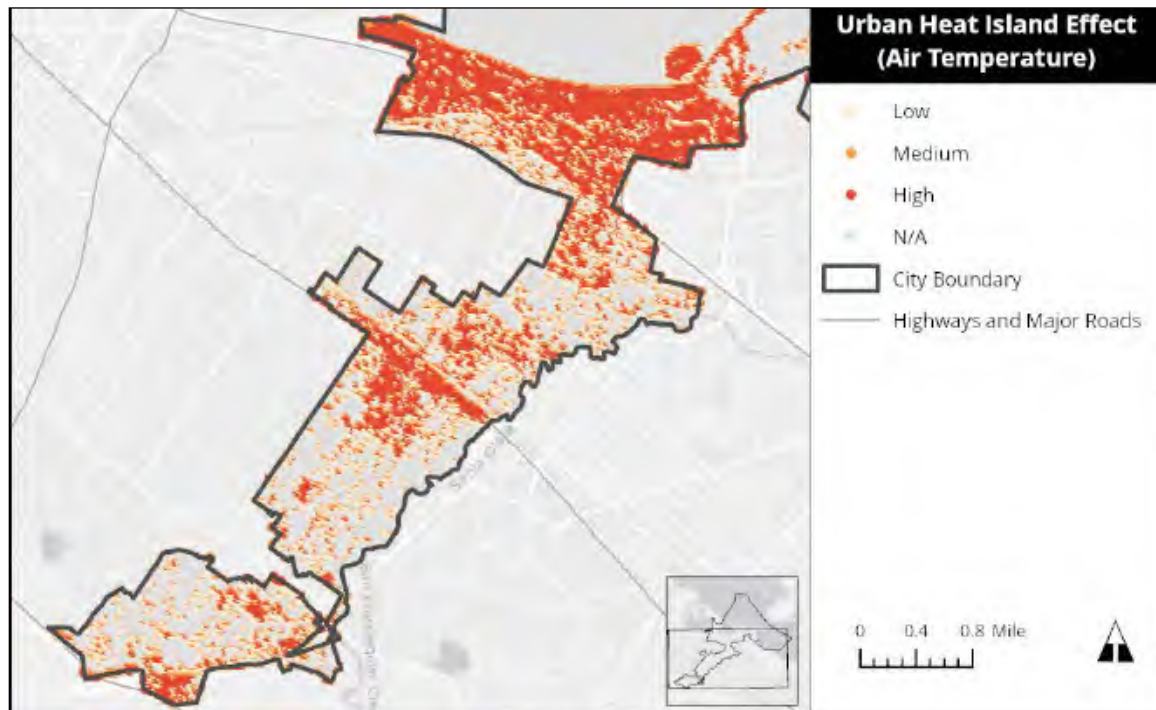 Urban Heat Island Effect
(Air Temperature)
Low
Medium
High
N/A
City Boundary
Highways and Major Roads
0 0.4 0.8 Mile